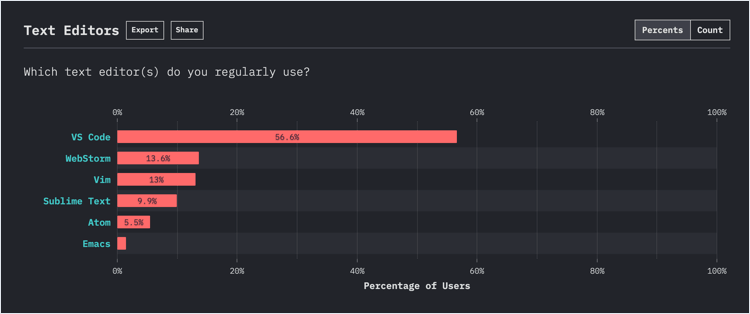 Text Editors Export Share Percents Count
Which text editor(s) do you regularly use?
0% 20% 40% 60% 80% 100%
VS Code 56.6%
WebStorm 13.6%
Vim 13%
Sublime Text 9.9%
Atom 5.5%
Emacs
0% 20% 40% 60% 80% 100%
Percentage of Users